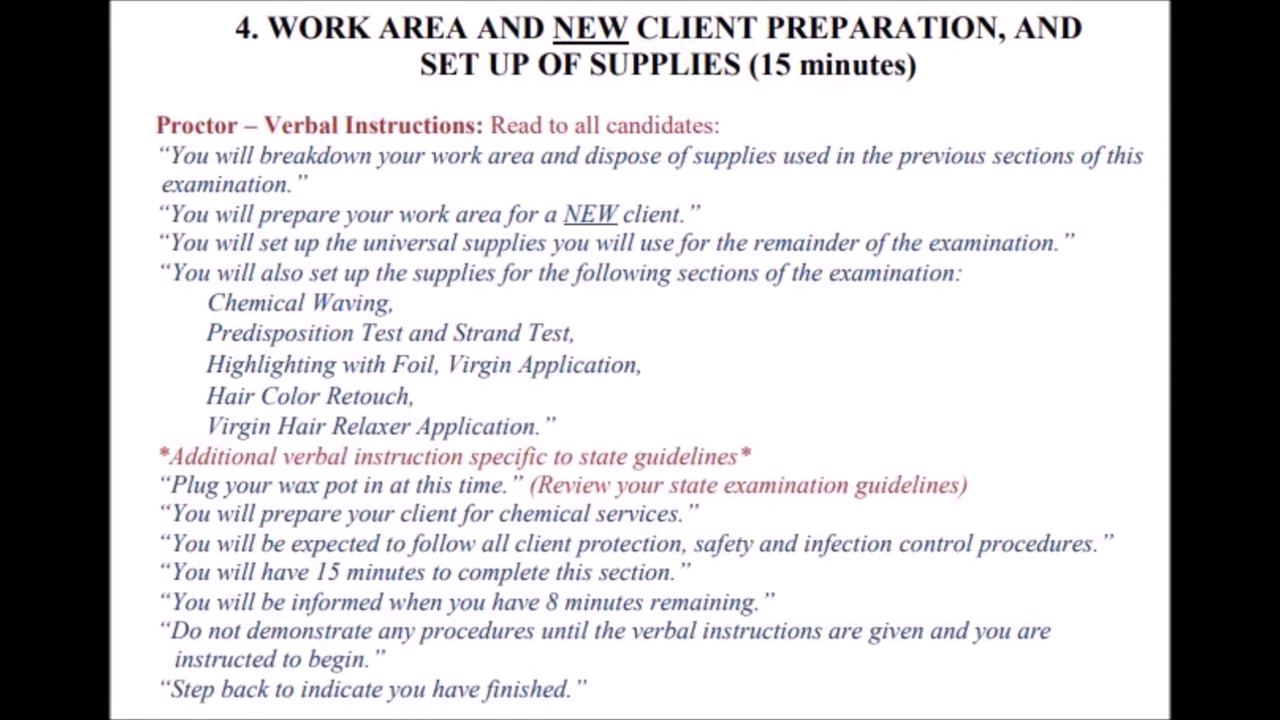 4. WORK AREA AND NEW CLIENT PREPARATION, AND
SET UP OF SUPPLIES (15 minutes)
Proctor – Verbal Instructions: Read to all candidates:
“You will breakdown your work area and dispose of supplies used in the previous sections of this
examination.”
“You will prepare your work area for a NEW client.”
“You will set up the universal supplies you will use for the remainder of the examination.”
“You will also set up the supplies for the following sections of the examination:
Chemical Waving,
Predisposition Test and Strand Test,
Highlighting with Foil, Virgin Application,
Hair Color Retouch,
Virgin Hair Relaxer Application.”
*Additional verbal instruction specific to state guidelines*
“Plug your wax pot in at this time.” (Review your state examination guidelines)
“You will prepare your client for chemical services.”
“You will be expected to follow all client protection, safety and infection control procedures.”
“You will have 15 minutes to complete this section.”
“You will be informed when you have 8 minutes remaining.”
“Do not demonstrate any procedures until the verbal instructions are given and you are
instructed to begin.”
“Step back to indicate you have finished.”